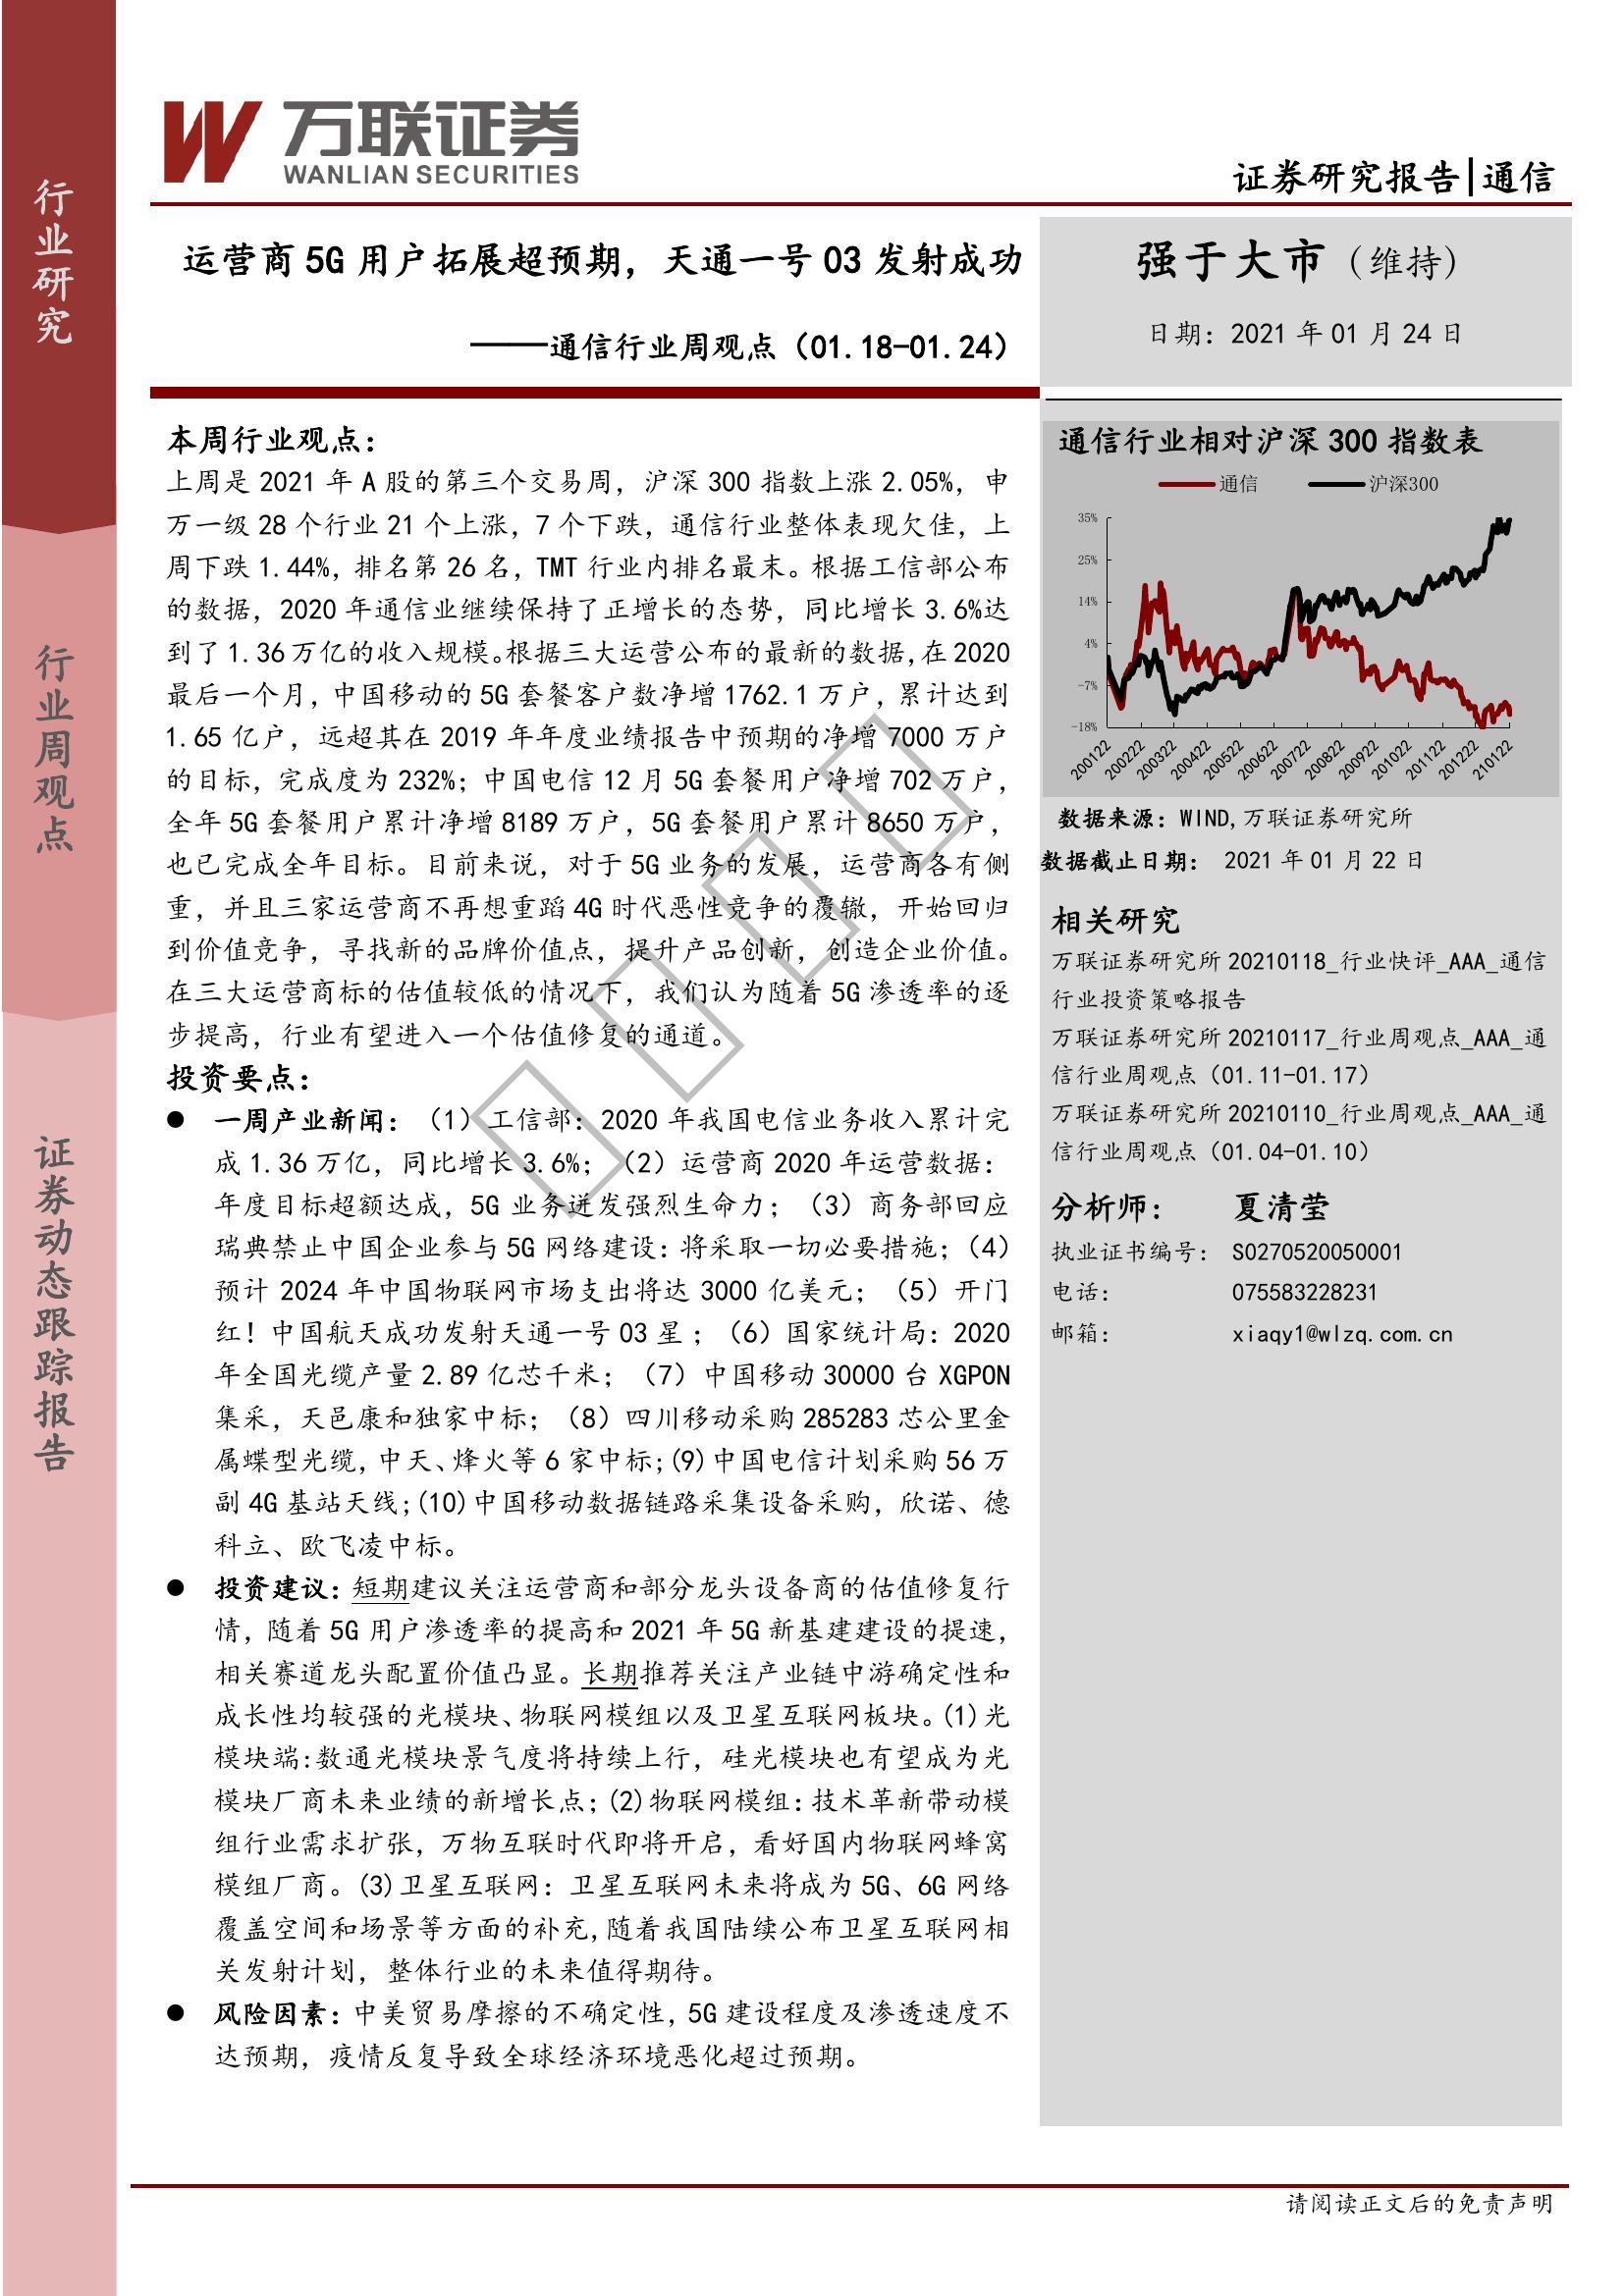 行业研究
行业周观点
证券动态跟踪报告
万联证券
WANLIAN SECURITIES
证券研究报告|通信
运营商 5G 用户拓展超预期，天通一号 03 发射成功
——通信行业周观点（01.18-01.24）
强于大市（维持）
日期：2021 年 01 月 24 日
本周行业观点：
上周是 2021 年 A 股的第三个交易周，沪深 300 指数上涨 2.05%，申
万一级 28 个行业 21 个上涨，7 个下跌，通信行业整体表现欠佳，上
周下跌 1.44%，排名第 26 名，TMT 行业内排名最末。根据工信部公布
的数据，2020 年通信业继续保持了正增长的态势，同比增长 3.6%达
到了 1.36 万亿的收入规模。根据三大运营公布的最新的数据,在 2020
最后一个月，中国移动的 5G 套餐客户数净增 1762.1 万户，累计达到
1.65 亿户，远超其在 2019 年年度业绩报告中预期的净增 7000 万户
的目标，完成度为 232%；中国电信 12 月 5G 套餐用户净增 702 万户，
全年 5G 套餐用户累计净增 8189 万户，5G 套餐用户累计 8650 万户，
也已完成全年目标。目前来说，对于 5G 业务的发展，运营商各有侧
重，并且三家运营商不再想重蹈 4G 时代恶性竞争的覆辙，开始回归
到价值竞争，寻找新的品牌价值点，提升产品创新，创造企业价值。
在三大运营商标的估值较低的情况下，我们认为随着 5G 渗透率的逐
步提高，行业有望进入一个估值修复的通道。
投资要点：
● 一周产业新闻：（1）工信部：2020 年我国电信业务收入累计完
成 1.36 万亿，同比增长 3.6%；（2）运营商 2020 年运营数据：
年度目标超额达成，5G 业务迸发强烈生命力；（3）商务部回应
瑞典禁止中国企业参与 5G 网络建设：将采取一切必要措施；（4）
预计 2024 年中国物联网市场支出将达 3000 亿美元；（5）开门
红！中国航天成功发射天通一号 03 星 ；（6）国家统计局：2020
年全国光缆产量 2.89 亿芯千米；（7）中国移动 30000 台 XGPON
集采，天邑康和独家中标；（8）四川移动采购 285283 芯公里金
属蝶型光缆，中天、烽火等 6 家中标；(9)中国电信计划采购 56 万
副 4G 基站天线；(10)中国移动数据链路采集设备采购，欣诺、德
科立、欧飞凌中标。
● 投资建议：短期建议关注运营商和部分龙头设备商的估值修复行
情，随着 5G 用户渗透率的提高和 2021 年 5G 新基建建设的提速，
相关赛道龙头配置价值凸显。长期推荐关注产业链中游确定性和
成长性均较强的光模块、物联网模组以及卫星互联网板块。(1)光
模块端:数通光模块景气度将持续上行，硅光模块也有望成为光
模块厂商未来业绩的新增长点；(2)物联网模组：技术革新带动模
组行业需求扩张，万物互联时代即将开启，看好国内物联网蜂窝
模组厂商。(3)卫星互联网：卫星互联网未来将成为 5G、6G 网络
覆盖空间和场景等方面的补充,随着我国陆续公布卫星互联网相
关发射计划，整体行业的未来值得期待。
● 风险因素：中美贸易摩擦的不确定性，5G 建设程度及渗透速度不
达预期，疫情反复导致全球经济环境恶化超过预期。
通信行业相对沪深 300 指数表
通信 沪深300
35%
25%
14%
4%
-7%
-18%
200122 200222 200322 200422 200522 200622 200722 200822 200922 201022 201122 201222 210122
数据来源：WIND,万联证券研究所
数据截止日期： 2021 年 01 月 22 日
相关研究
万联证券研究所 20210118_行业快评_AAA_通信
行业投资策略报告
万联证券研究所 20210117_行业周观点_AAA_通
信行业周观点（01.11-01.17）
万联证券研究所 20210110_行业周观点_AAA_通
信行业周观点（01.04-01.10）
分析师： 夏清莹
执业证书编号： S0270520050001
电话： 075583228231
邮箱： xiaqy1@wlzq.com.cn
请阅读正文后的免责声明